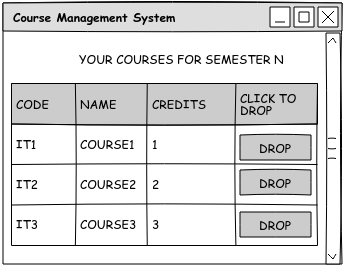 Course Management System
YOUR COURSES FOR SEMESTER N
CODE NAME CREDITS CLICK TO
DROP
IT1 COURSE1 1 DROP
IT2 COURSE2 2 DROP
IT3 COURSE3 3 DROP